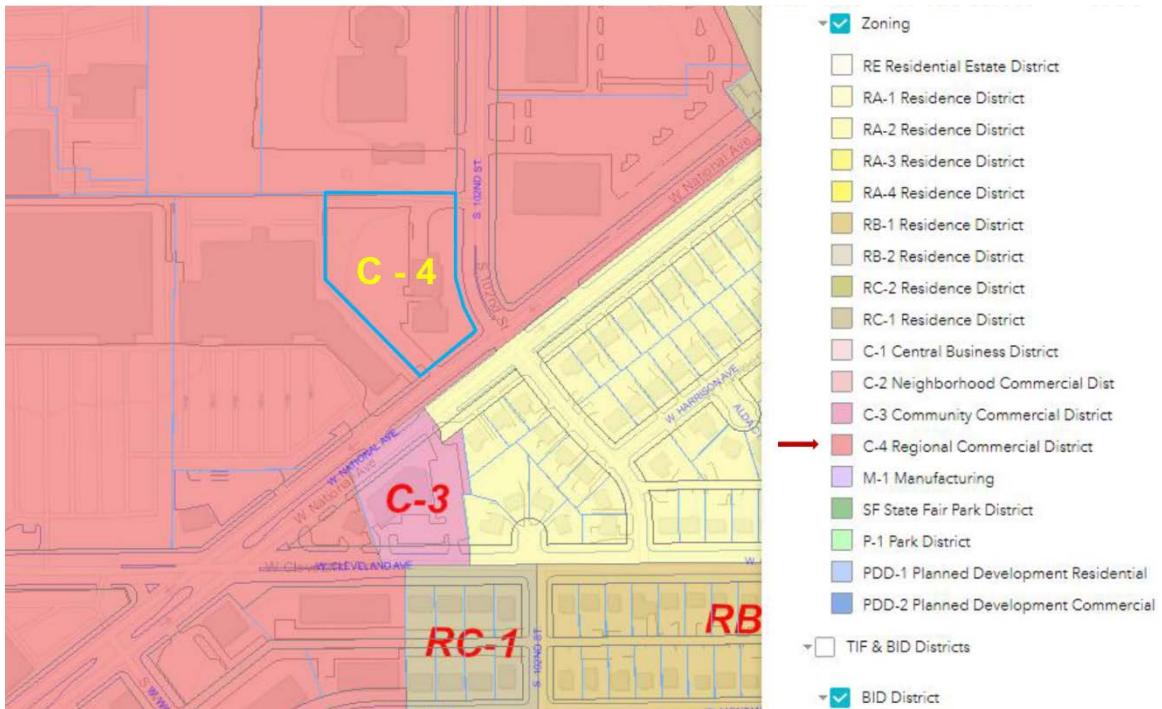 Zoning
RE Residential Estate District
RA-1 Residence District
RA-2 Residence District
RA-3 Residence District
RA-4 Residence District
RB-1 Residence District
RB-2 Residence District
RC-2 Residence District
RC-1 Residence District
C-1 Central Business District
C-2 Neighborhood Commercial Dist
C-3 Community Commercial District
C-4 Regional Commercial District
M-1 Manufacturing
SF State Fair Park District
P-1 Park District
PDD-1 Planned Development Residential
PDD-2 Planned Development Commercial
TIF & BID Districts
BID District
W National Ave
S. 102ND ST.
C - 4
S 102nd St
W. HARRISON AVE
W. NATIONAL AVE.
W National Ave
C-3
W. CLEVELAND AVE
RC-1
RB
S. 102ND ST.